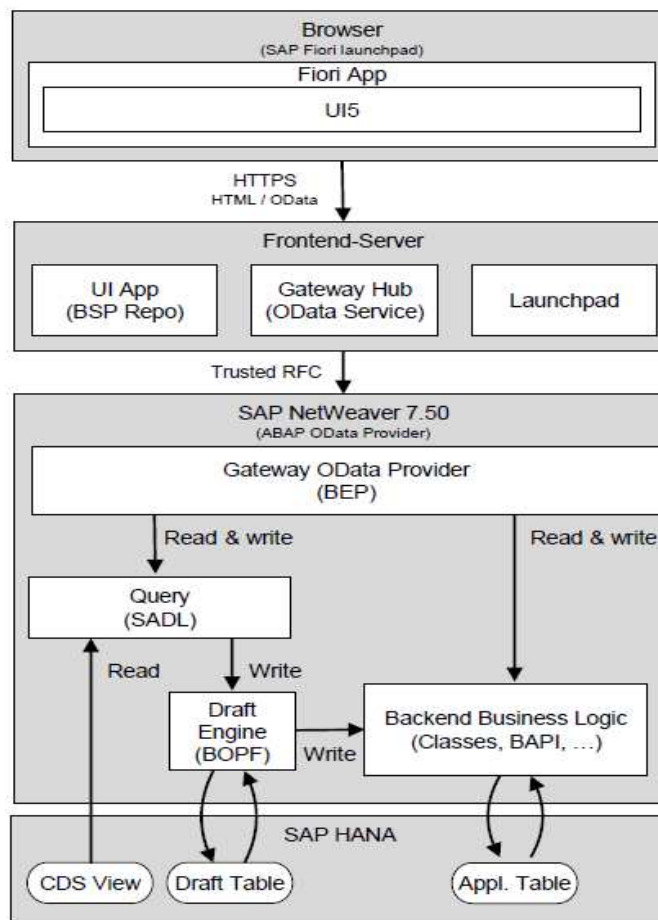 Browser
(SAP Fiori launchpad)
Fiori App
UI5
HTTPS
HTML / OData
Frontend-Server
UI App
(BSP Repo)
Gateway Hub
(OData Service)
Launchpad
Trusted RFC
SAP NetWeaver 7.50
(ABAP OData Provider)
Gateway OData Provider
(BEP)
Read & write
Read & write
Query
(SADL)
Read
Write
Draft
Engine
(BOPF)
Write
Backend Business Logic
(Classes, BAPI, ...)
SAP HANA
CDS View
Draft Table
Appl. Table